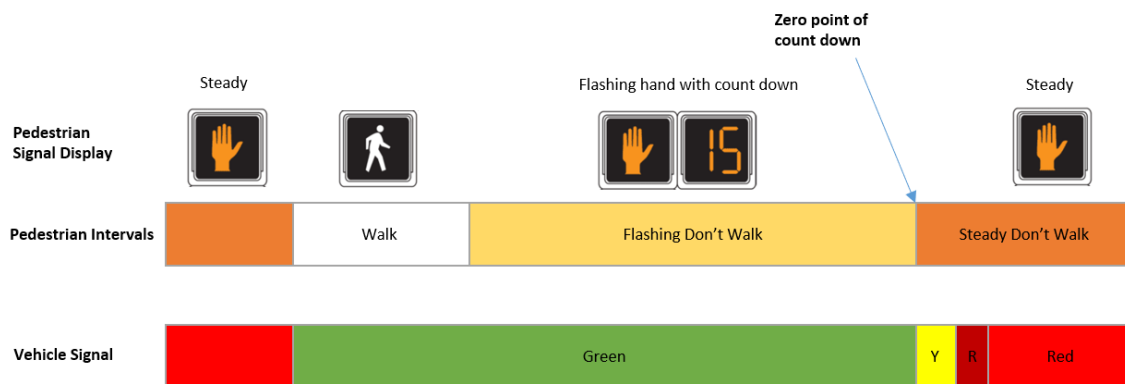 Zero point of
count down
Steady
Flashing hand with count down
Steady
Pedestrian
Signal Display
15
Pedestrian Intervals
Walk
Flashing Don’t Walk
Steady Don’t Walk
Vehicle Signal
Green
Y
R
Red